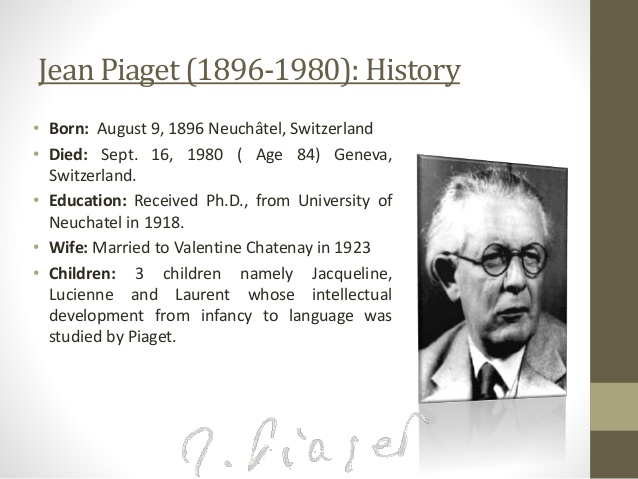 Jean Piaget (1896-1980): History
• Born: August 9, 1896 Neuchâtel, Switzerland
• Died: Sept. 16, 1980 ( Age 84) Geneva,
Switzerland.
• Education: Received Ph.D., from University of
Neuchatel in 1918.
• Wife: Married to Valentine Chatenay in 1923
• Children: 3 children namely Jacqueline,
Lucienne and Laurent whose intellectual
development from infancy to language was
studied by Piaget.
J. Piaget